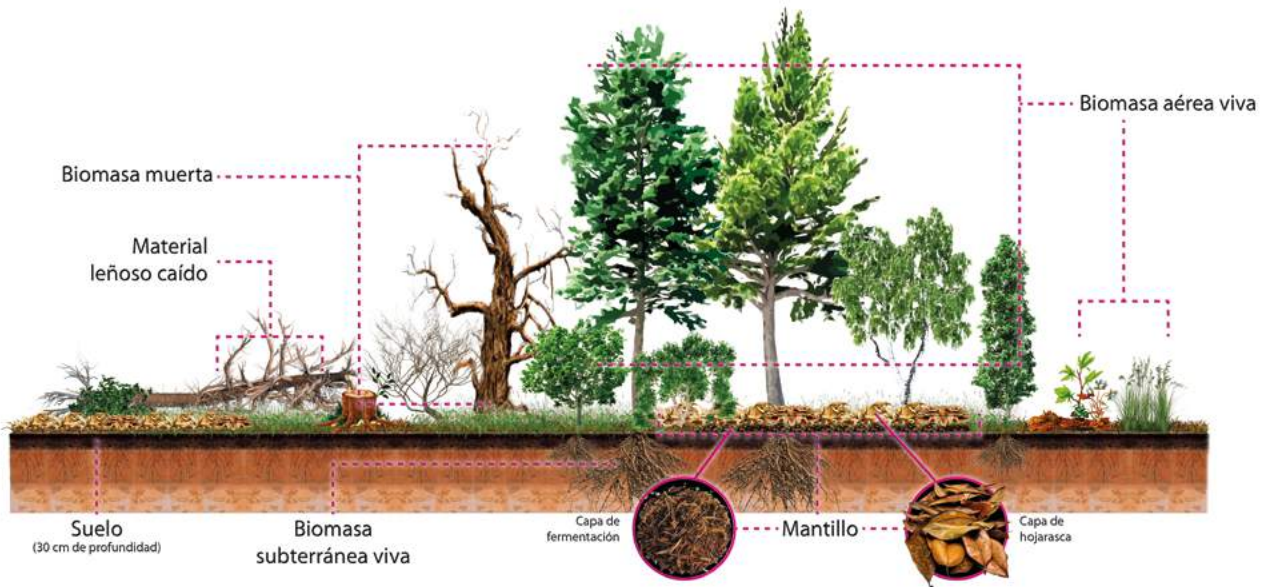 Biomasa aérea viva
Biomasa muerta
Material
leñoso caído
Suelo
(30 cm de profundidad)
Biomasa
subterránea viva
Capa de
fermentación
Mantillo
Capa de
hojarasca